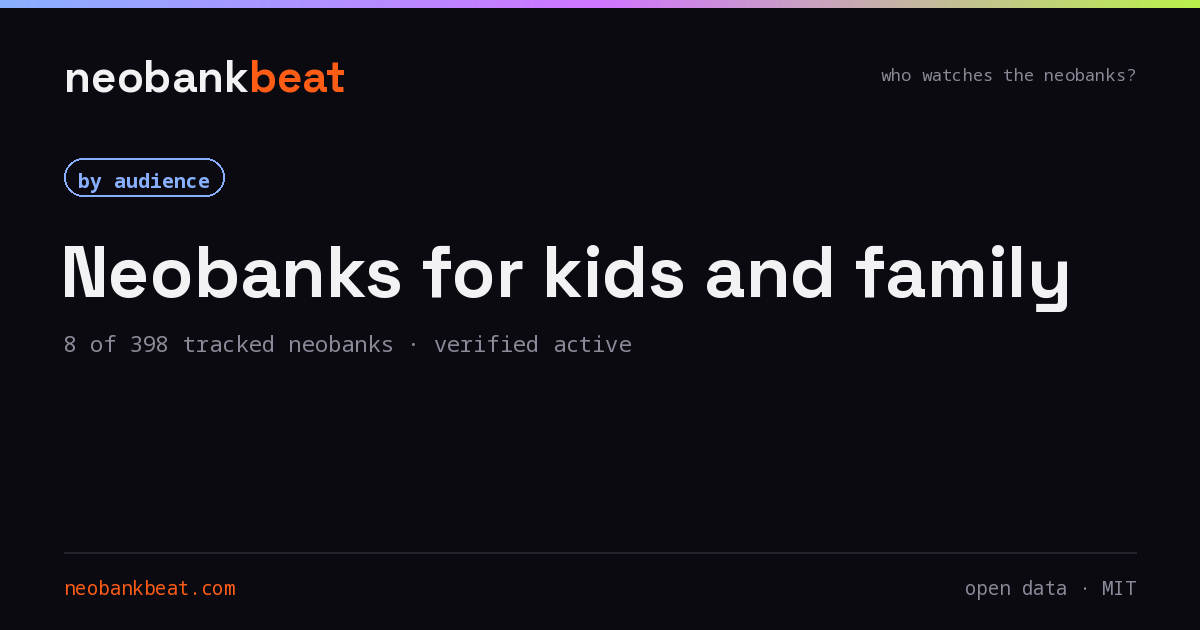 neobankbeat
who watches the neobanks?
by audience
Neobanks for kids and family
8 of 398 tracked neobanks · verified active
neobankbeat.com
open data · MIT